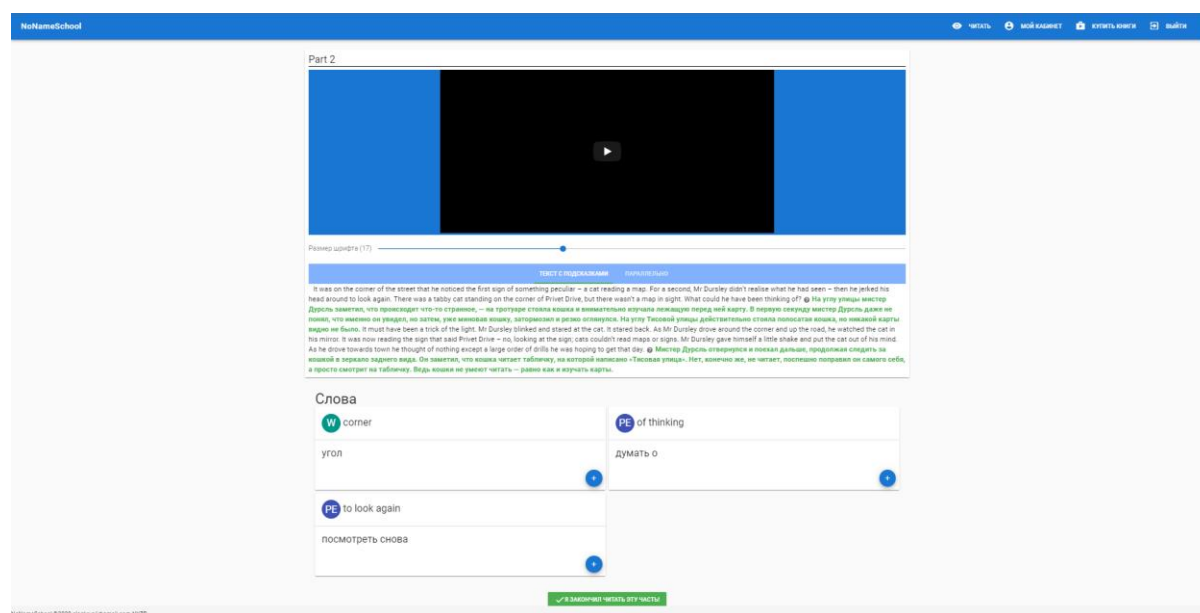 NoNameSchool
ЧИТАТЬ МОЙ КАБИНЕТ КУПИТЬ КНИГИ ВЫЙТИ
Part 2
Размер шрифта (17)
ТЕКСТ С ПОДСКАЗКАМИ ПАРАЛЛЕЛЬНО
It was on the corner of the street that he noticed the first sign of something peculiar – a cat reading a map. For a second, Mr Dursley didn't realise what he had seen – then he jerked his
head around to look again. There was a tabby cat standing on the corner of Privet Drive, but there wasn't a map in sight. What could he have been thinking of? На углу улицы мистер
Дурсль заметил, что происходит что-то странное, – на тротуаре стояла кошка и внимательно изучала лежащую перед ней карту. В первую секунду мистер Дурсль даже не
понял, что именно он увидел, но затем, уже миновав кошку, затормозил и резко оглянулся. На углу Тисовой улицы действительно стояла полосатая кошка, но никакой карты
видно не было. It must have been a trick of the light. Mr Dursley blinked and stared at the cat. It stared back. As Mr Dursley drove around the corner and up the road, he watched the cat in
his mirror. It was now reading the sign that said Privet Drive – no, looking at the sign; cats couldn't read maps or signs. Mr Dursley gave himself a little shake and put the cat out of his mind.
As he drove towards town he thought of nothing except a large order of drills he was hoping to get that day. Мистер Дурсль отвернулся и поехал дальше, продолжая следить за
кошкой в зеркало заднего вида. Он заметил, что кошка читает табличку, на которой написано «Тисовая улица». Нет, конечно же, не читает, поспешно поправил он самого себя,
а просто смотрит на табличку. Ведь кошки не умеют читать – равно как и изучать карты.
Слова
W corner
PE of thinking
угол
думать о
+
+
PE to look again
посмотреть снова
+
Я ЗАКОНЧИЛ ЧИТАТЬ ЭТУ ЧАСТЬ!